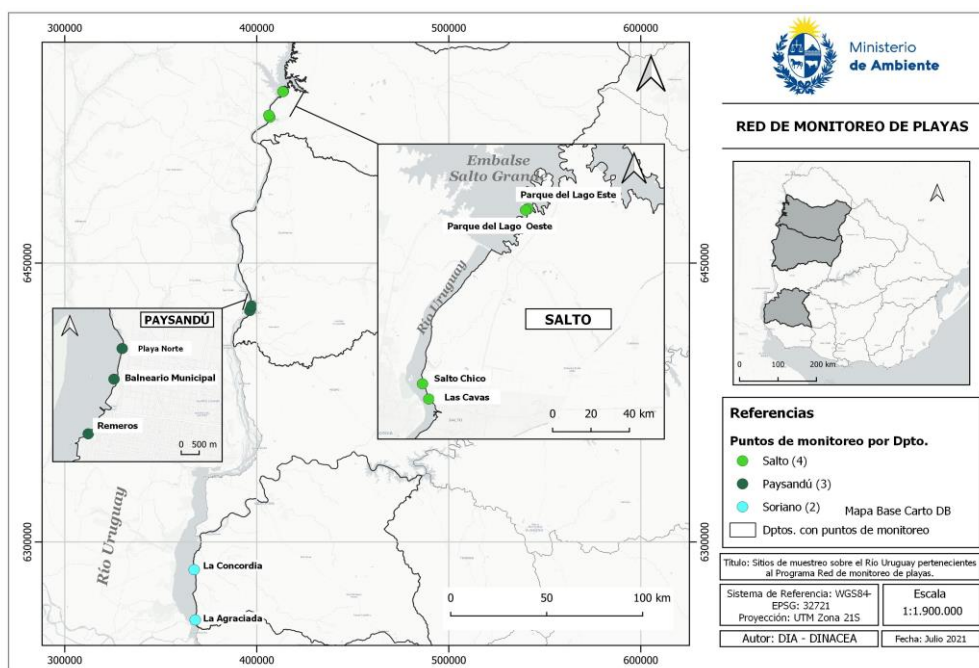 300000
400000
500000
600000
6450000
6300000
6450000
6300000
300000
400000
500000
600000
Embalse
Salto Grande
Parque del Lago Este
Parque del Lago Oeste
Río Uruguay
SALTO
Salto Chico
Las Cavas
0 20 40 km
PAYSANDÚ
Playa Norte
Balneario Municipal
Remeros
0 500 m
Río Uruguay
La Concordia
La Agraciada
0 50 100 km
Ministerio
de Ambiente
RED DE MONITOREO DE PLAYAS
0 100 200 km
Referencias
Puntos de monitoreo por Dpto.
Salto (4)
Paysandú (3)
Soriano (2)
Mapa Base Carto DB
Dptos. con puntos de monitoreo
Título: Sitios de muestreo sobre el Río Uruguay pertenecientes
al Programa Red de monitoreo de playas.
Sistema de Referencia: WGS84-
EPSG: 32721
Proyección: UTM Zona 21S
Escala
1:1.900.000
Autor: DIA - DINACEA
Fecha: Julio 2021